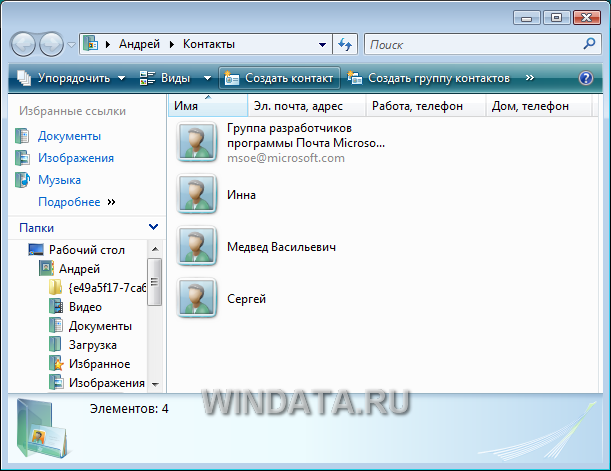 Андрей Контакты
Поиск
Упорядочить Виды Создать контакт Создать группу контактов »
Избранные ссылки
Документы
Изображения
Музыка
Подробнее »
Папки
Рабочий стол
Андрей
{e49a5f17-7ca6
Видео
Документы
Загрузка
Избранное
Изображения
Имя Эл. почта, адрес Работа, телефон Дом, телефон
Группа разработчиков
программы Почта Microso...
msoe@microsoft.com
Инна
Медвед Васильевич
Сергей
Элементов: 4
WINDATA.RU